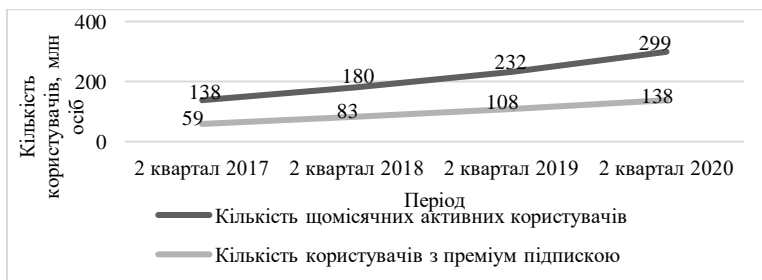 Кількість
користувачів, млн
осіб
400
200
0
138
180
232
299
59
83
108
138
2 квартал 2017
2 квартал 2018
2 квартал 2019
2 квартал 2020
Період
Кількість щомісячних активних користувачів
Кількість користувачів з преміум підпискою